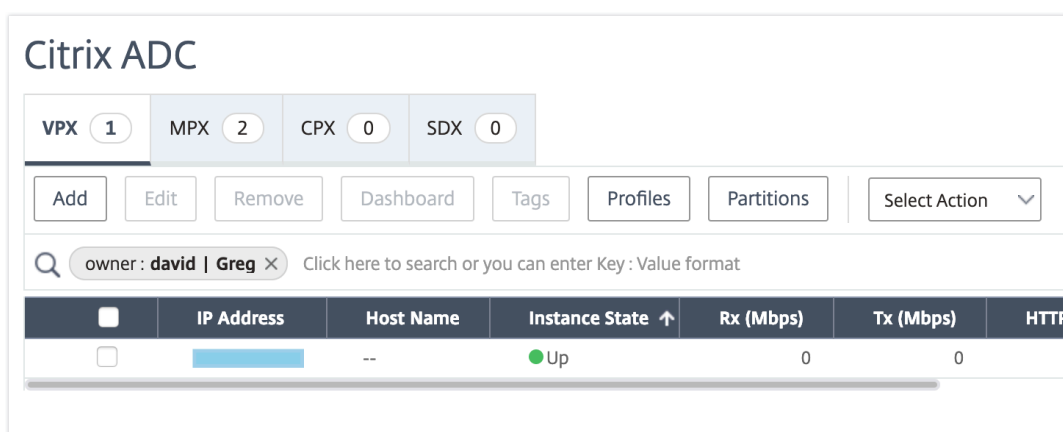 Citrix ADC
VPX 1 MPX 2 CPX 0 SDX 0
Add Edit Remove Dashboard Tags Profiles Partitions Select Action
owner : david | Greg × Click here to search or you can enter Key : Value format
IP Address Host Name Instance State ↑ Rx (Mbps) Tx (Mbps) HTTP
-- Up 0 0